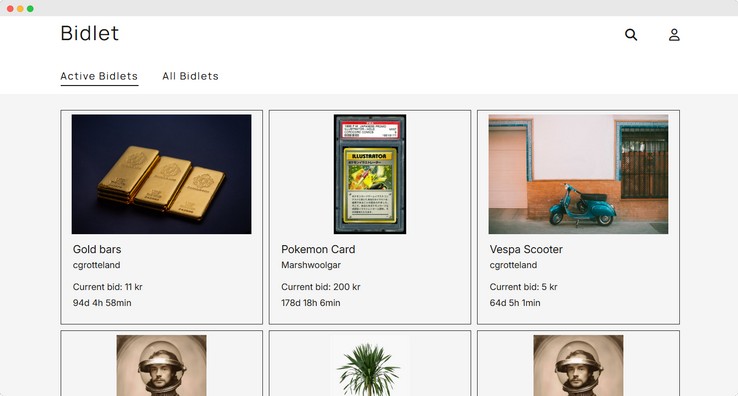 Bidlet
Active Bidlets
All Bidlets
ILLUSTRATOR
Gold bars
cgrotteland
Current bid: 11 kr
94d 4h 58min
Pokemon Card
Marshwoolgar
Current bid: 200 kr
178d 18h 6min
Vespa Scooter
cgrotteland
Current bid: 5 kr
64d 5h 1min